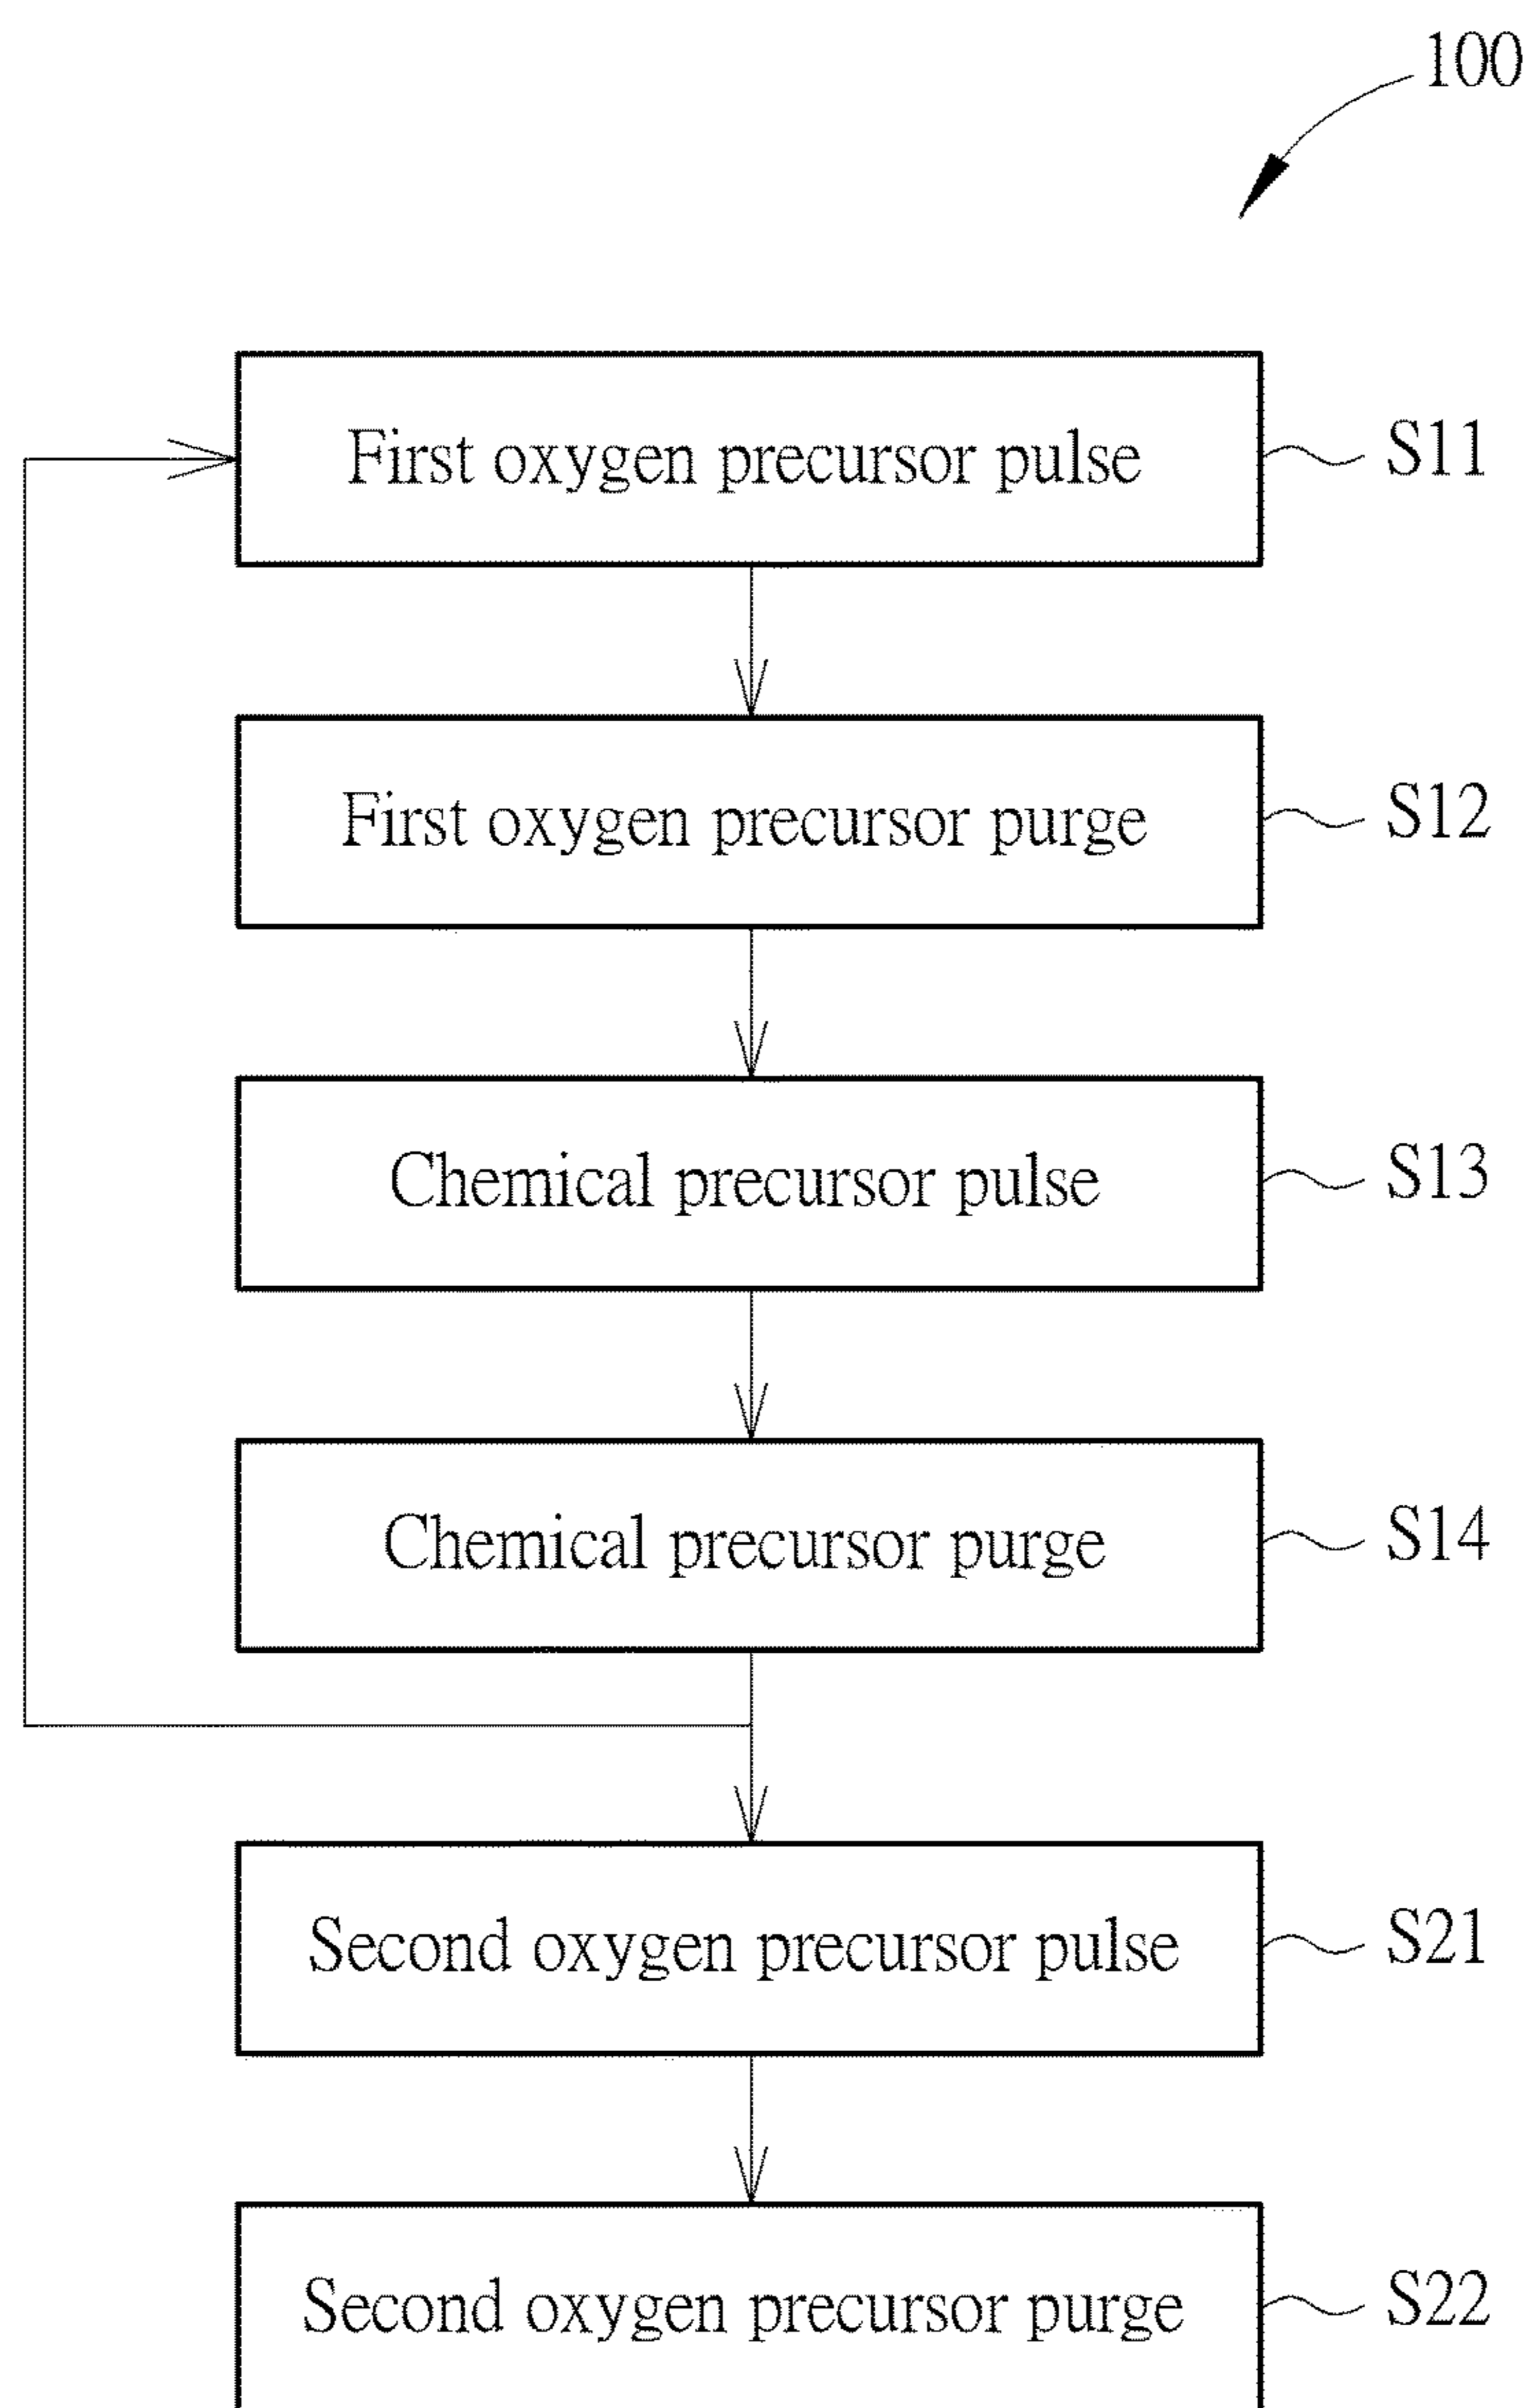 100
First oxygen precursor pulse S11
First oxygen precursor purge S12
Chemical precursor pulse S13
Chemical precursor purge S14
Second oxygen precursor pulse S21
Second oxygen precursor purge S22